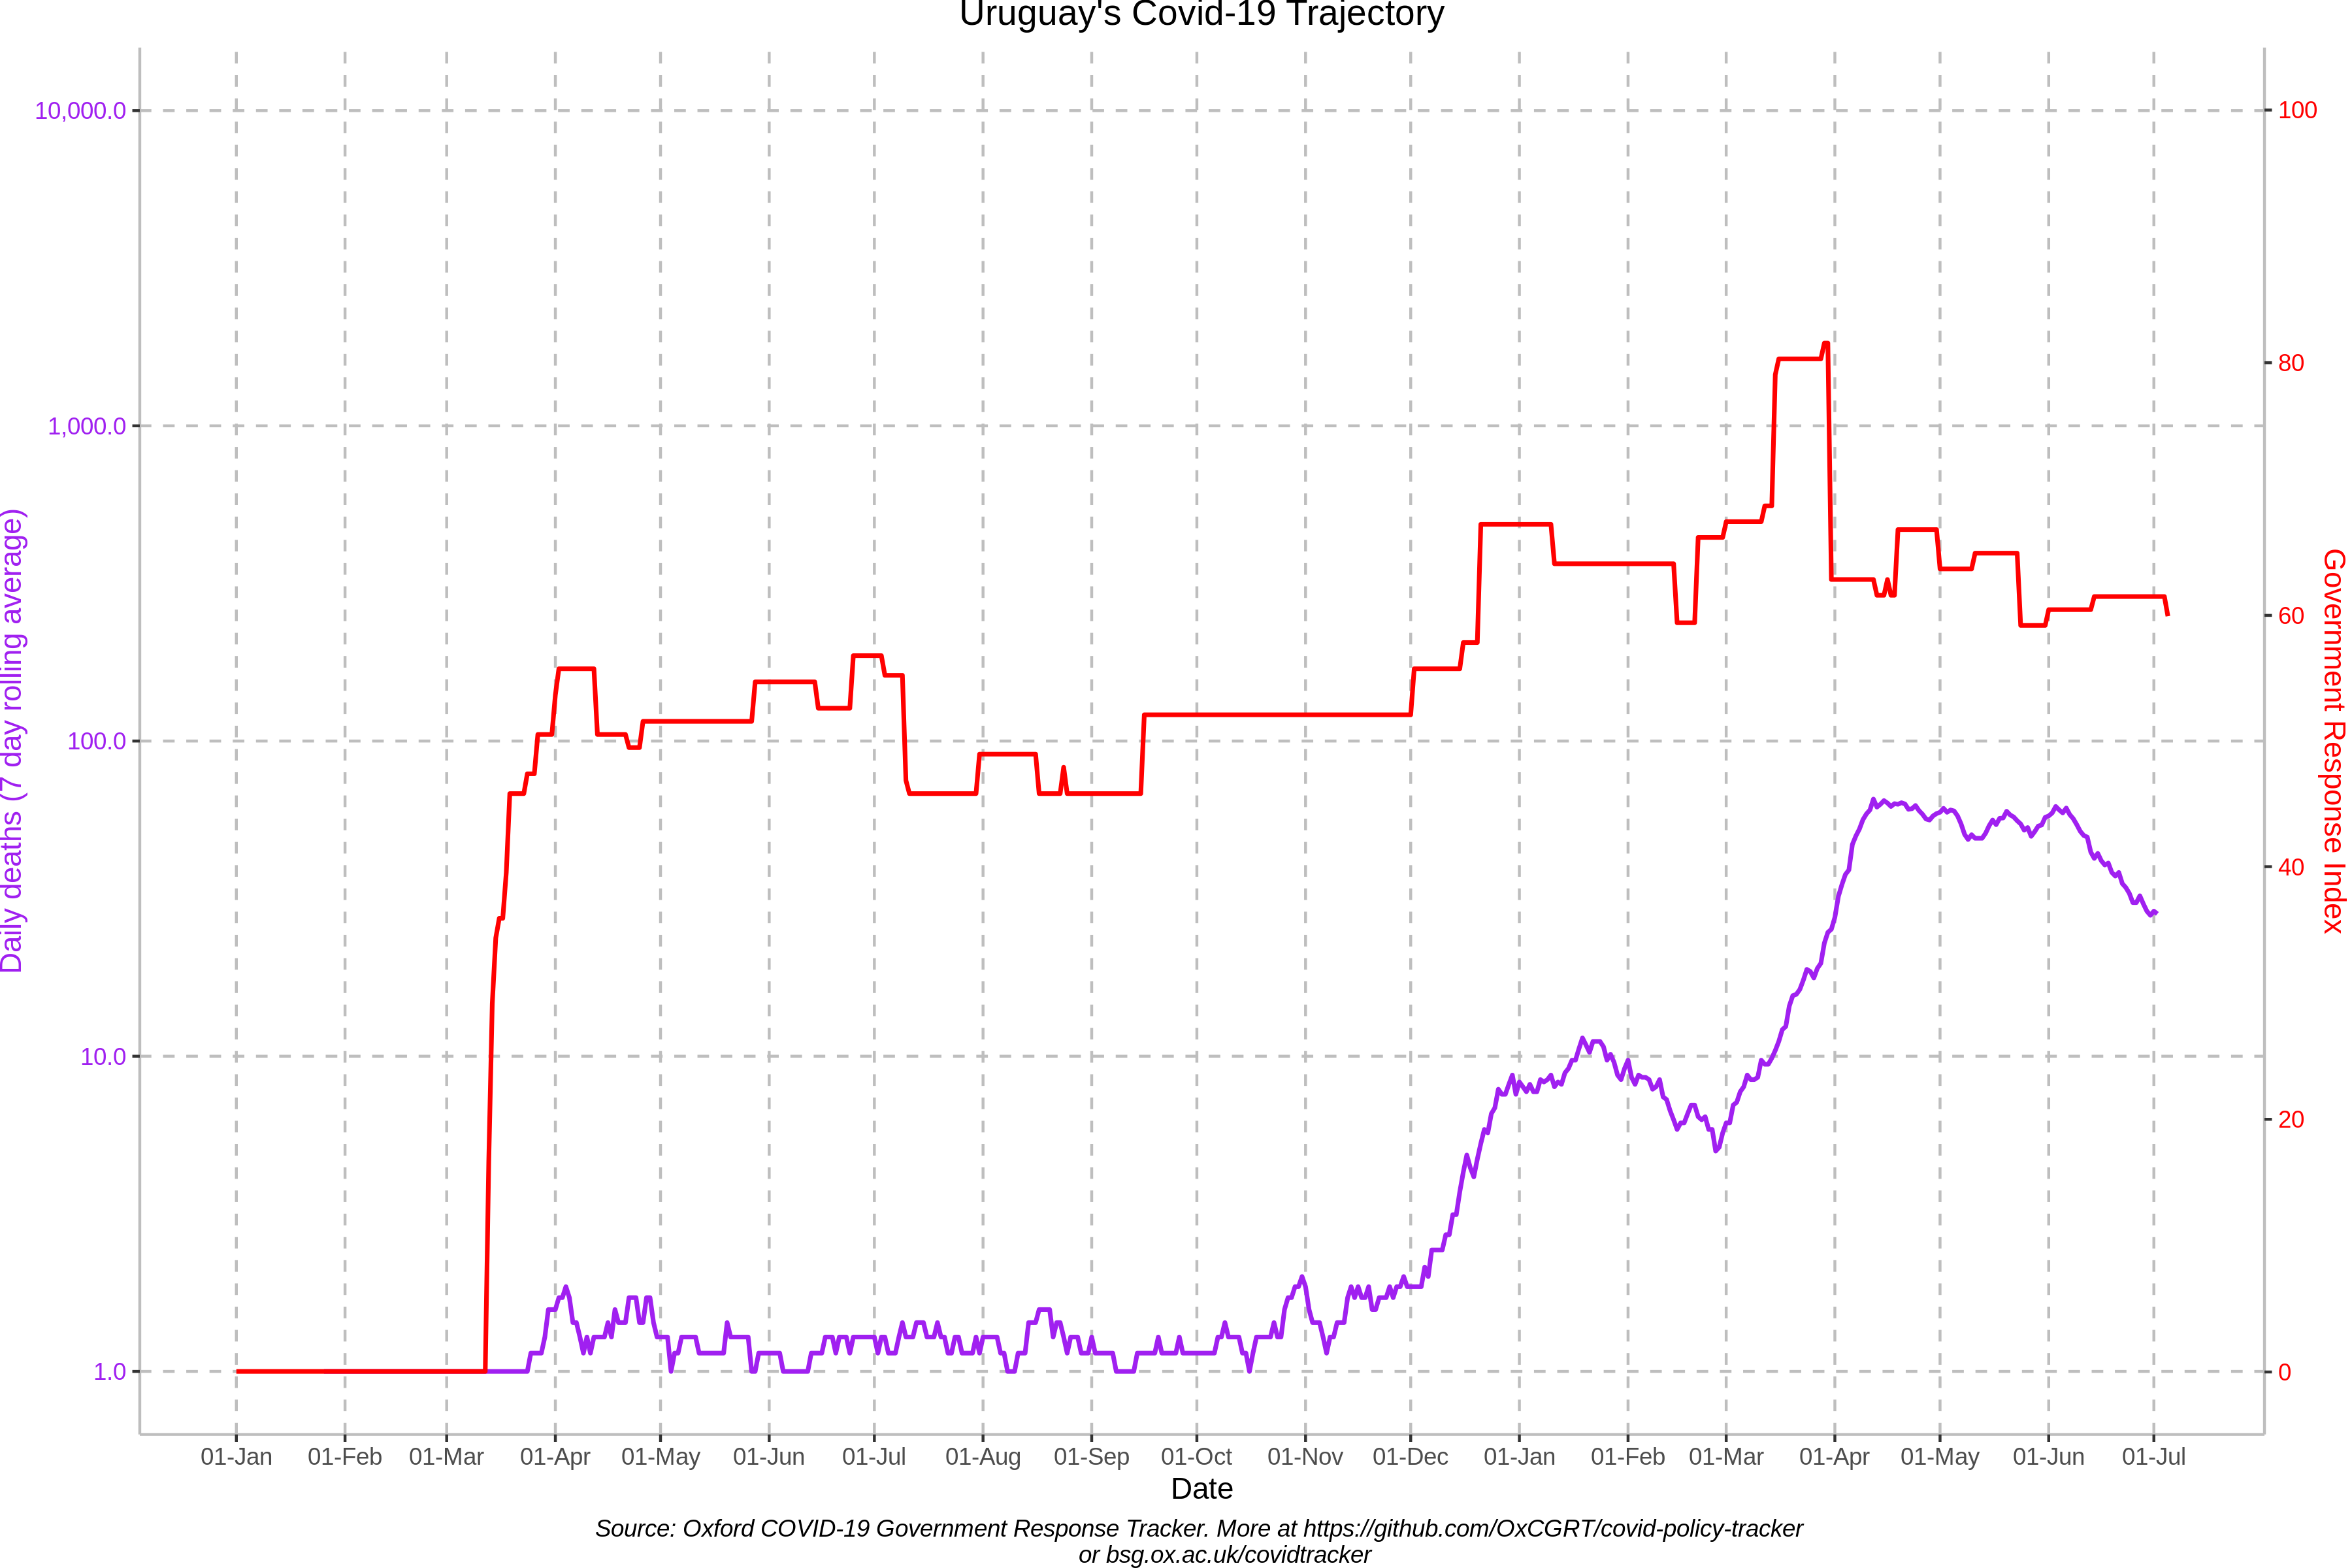 Uruguay's Covid-19 Trajectory
10,000.0
1,000.0
100.0
10.0
1.0
Daily deaths (7 day rolling average)
100
80
60
40
20
0
Government Response Index
01-Jan 01-Feb 01-Mar 01-Apr 01-May 01-Jun 01-Jul 01-Aug 01-Sep 01-Oct 01-Nov 01-Dec 01-Jan 01-Feb 01-Mar 01-Apr 01-May 01-Jun 01-Jul
Date
Source: Oxford COVID-19 Government Response Tracker. More at https://github.com/OxCGRT/covid-policy-tracker
or bsg.ox.ac.uk/covidtracker